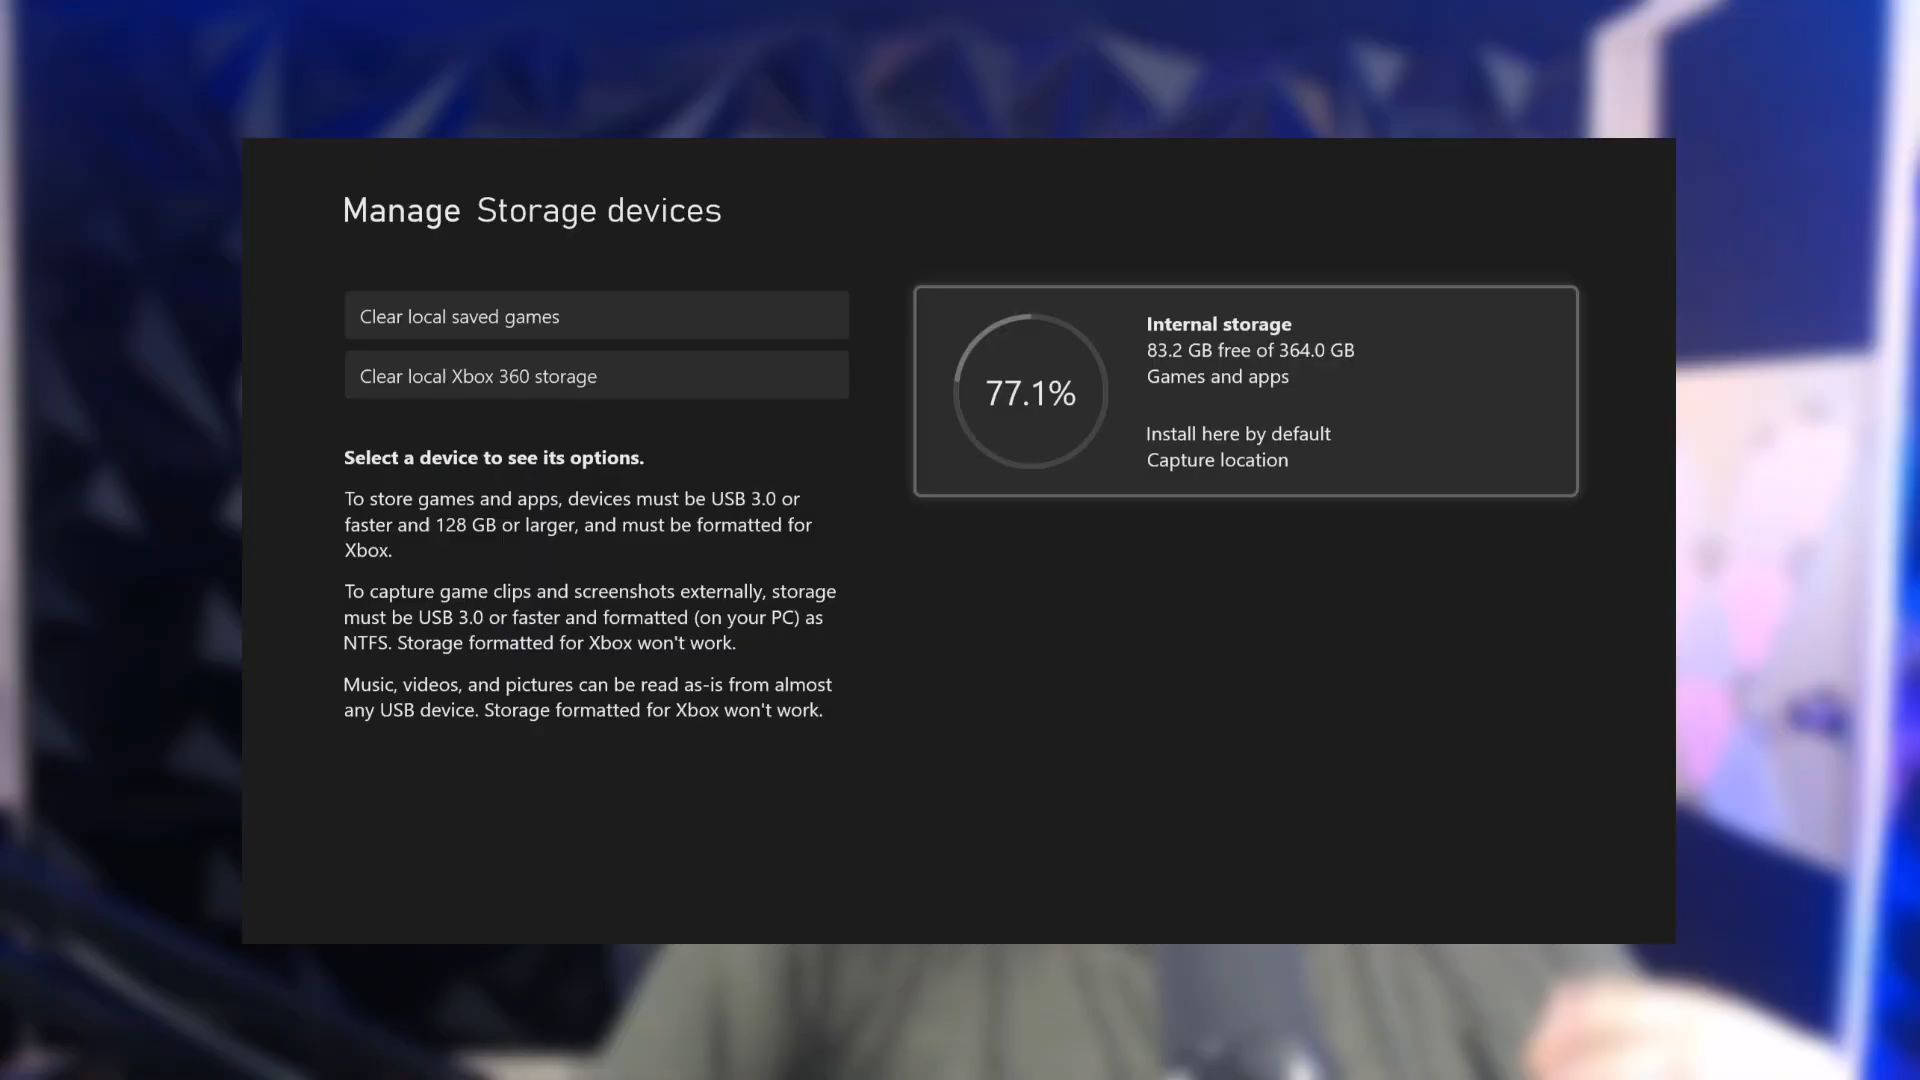 Manage Storage devices
Clear local saved games
Clear local Xbox 360 storage
Select a device to see its options.
To store games and apps, devices must be USB 3.0 or
faster and 128 GB or larger, and must be formatted for
Xbox.
To capture game clips and screenshots externally, storage
must be USB 3.0 or faster and formatted (on your PC) as
NTFS. Storage formatted for Xbox won't work.
Music, videos, and pictures can be read as-is from almost
any USB device. Storage formatted for Xbox won't work.
77.1%
Internal storage
83.2 GB free of 364.0 GB
Games and apps
Install here by default
Capture location